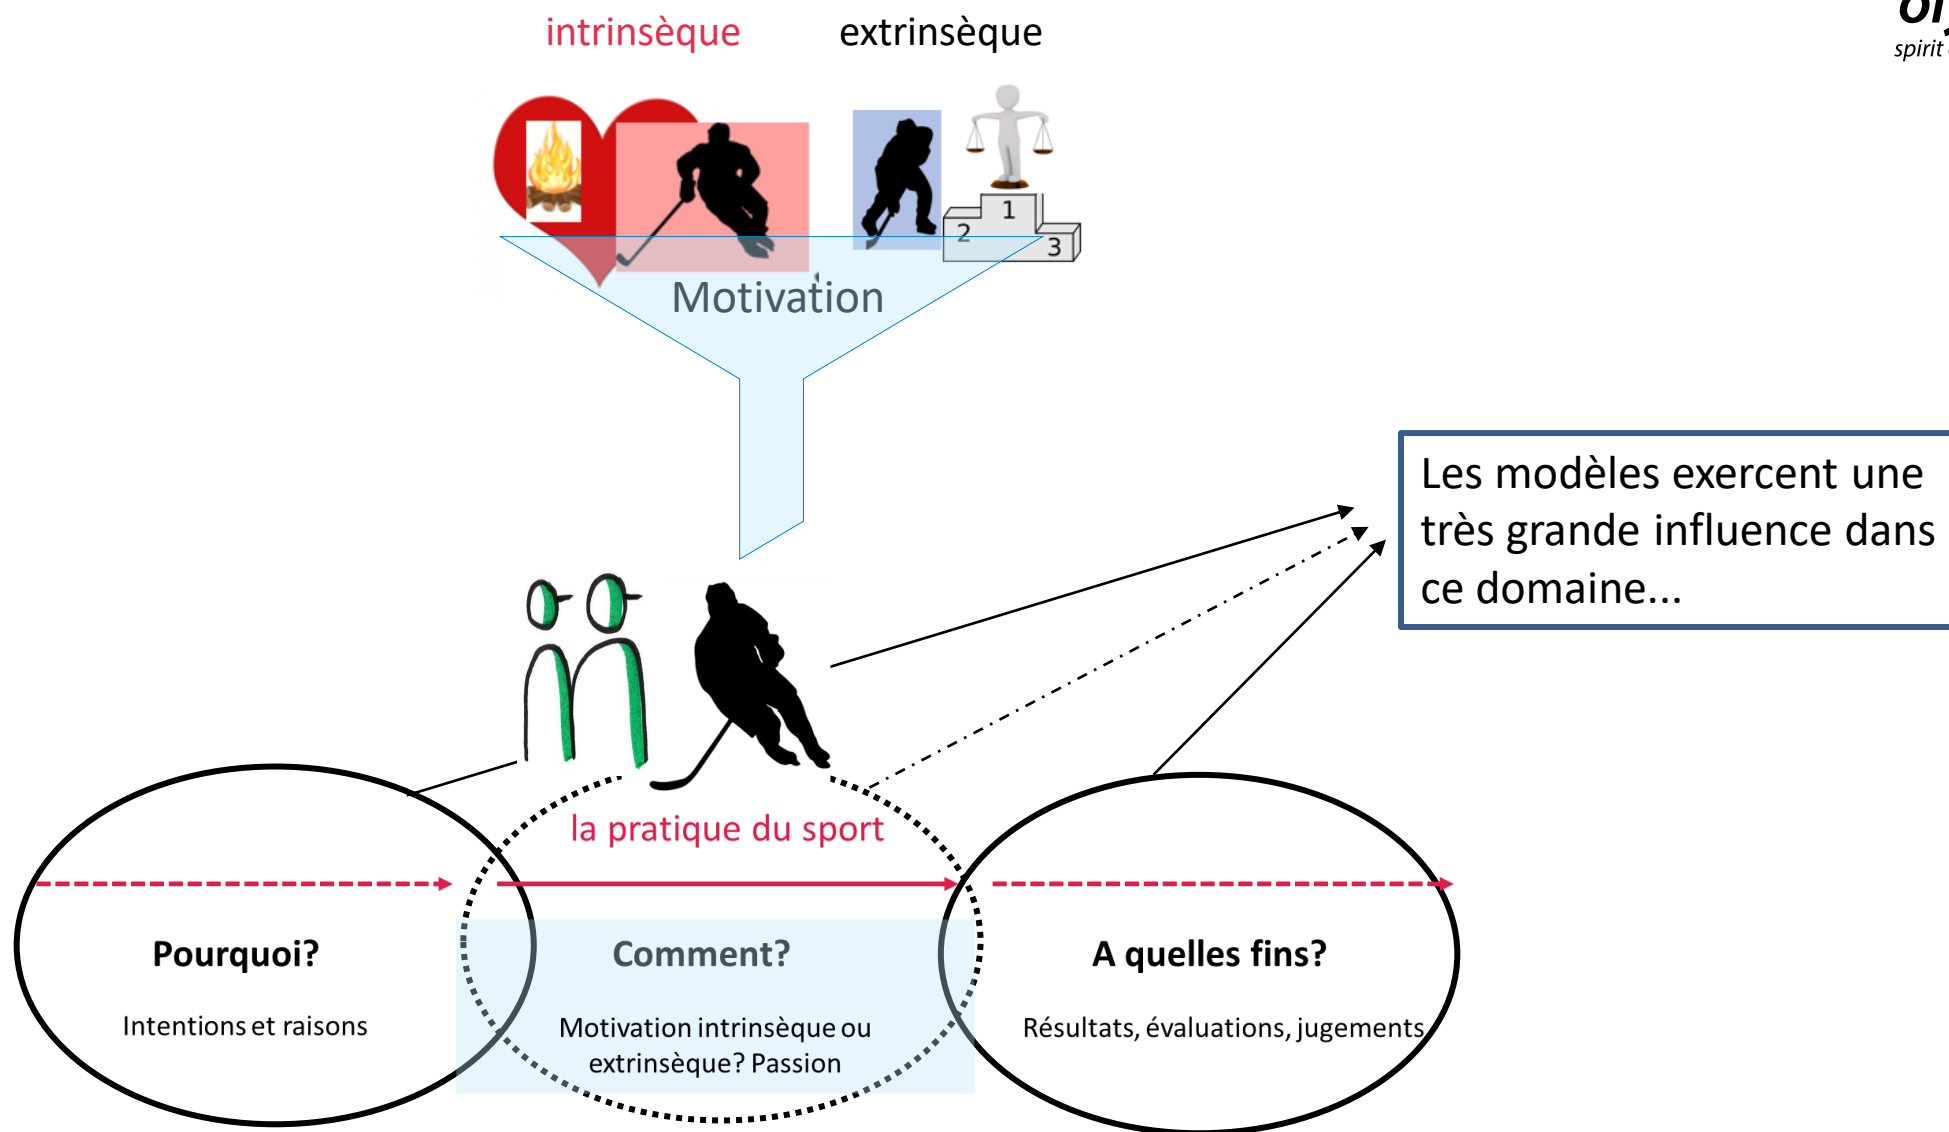 intrinsèque extrinsèque
spirit
1
2
3
Motivation
Les modèles exercent une
très grande influence dans
ce domaine...
la pratique du sport
Pourquoi? Comment? A quelles fins?
Intentions et raisons
Motivation intrinsèque ou
extrinsèque? Passion
Résultats, évaluations, jugements